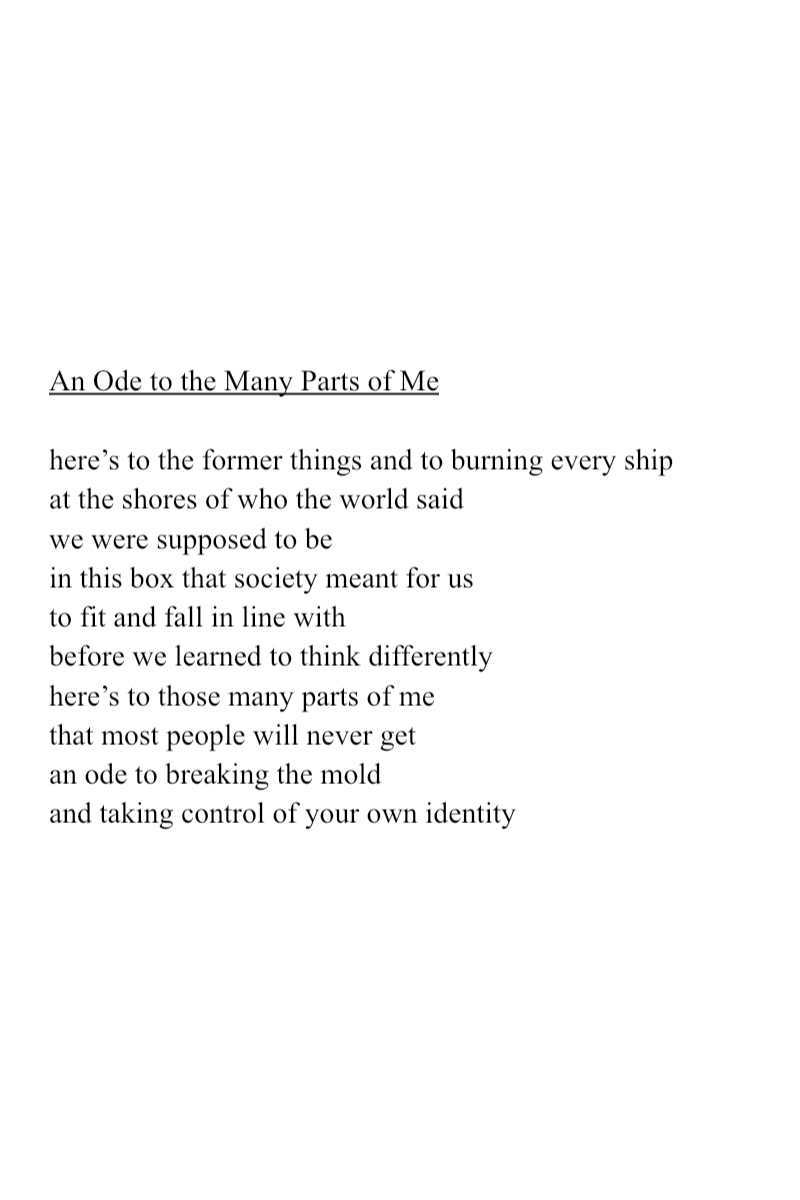 An Ode to the Many Parts of Me
here’s to the former things and to burning every ship
at the shores of who the world said
we were supposed to be
in this box that society meant for us
to fit and fall in line with
before we learned to think differently
here’s to those many parts of me
that most people will never get
an ode to breaking the mold
and taking control of your own identity